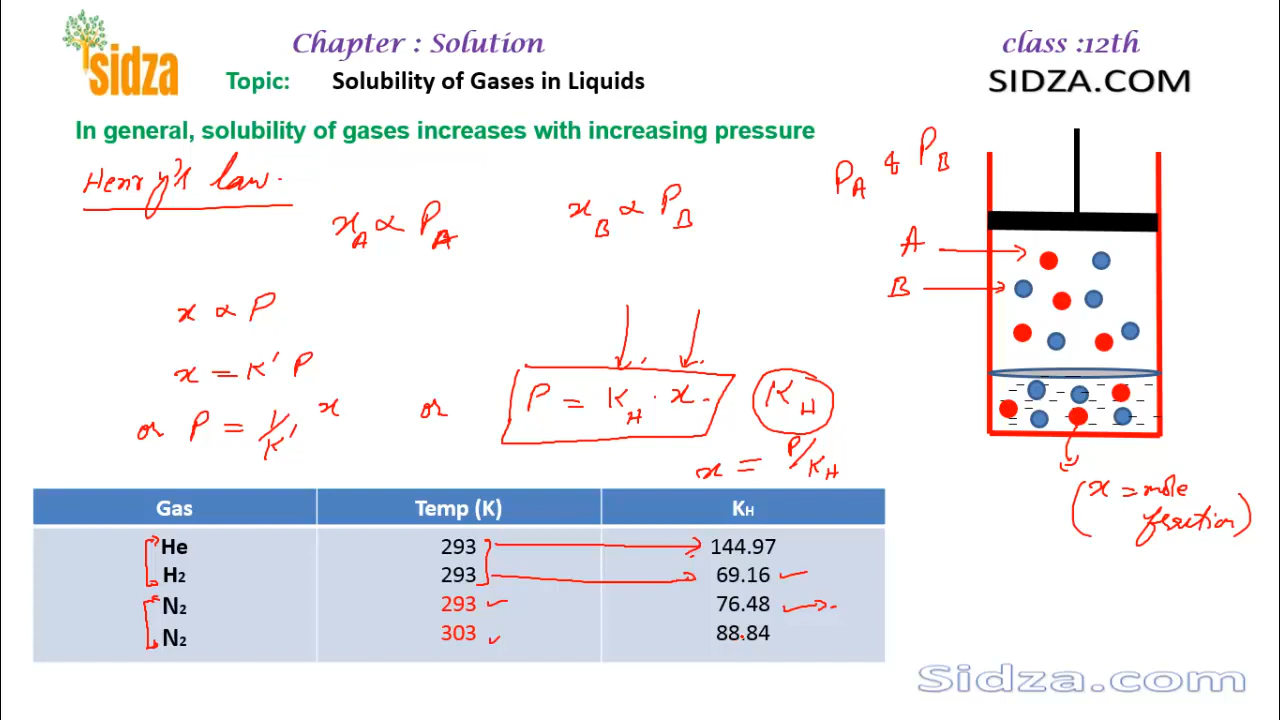 sidza
Chapter : Solution
class :12th
Topic: Solubility of Gases in Liquids
SIDZA.COM
In general, solubility of gases increases with increasing pressure
Henry's law.
x_A ∝ P_A
x_B ∝ P_B
P_A & P_B
A
B
x ∝ P
x = K' P
or P = 1/K' x or P = K_H · x.
K_H
x = P/K_H
(x = mole
fraction)
Gas Temp (K) KH
He 293 144.97
H2 293 69.16
N2 293 76.48
N2 303 88.84
Sidza.com